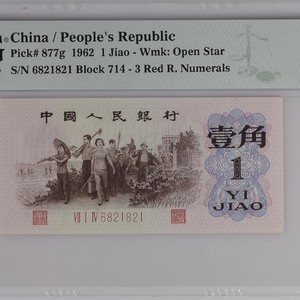 China / People's Republic
Pick# 877g 1962 1 Jiao - Wmk: Open Star
S/N 6821821 Block 714 - 3 Red R. Numerals
中国人民银行
壹角
1
YI
JIAO
VII I IV 6821821